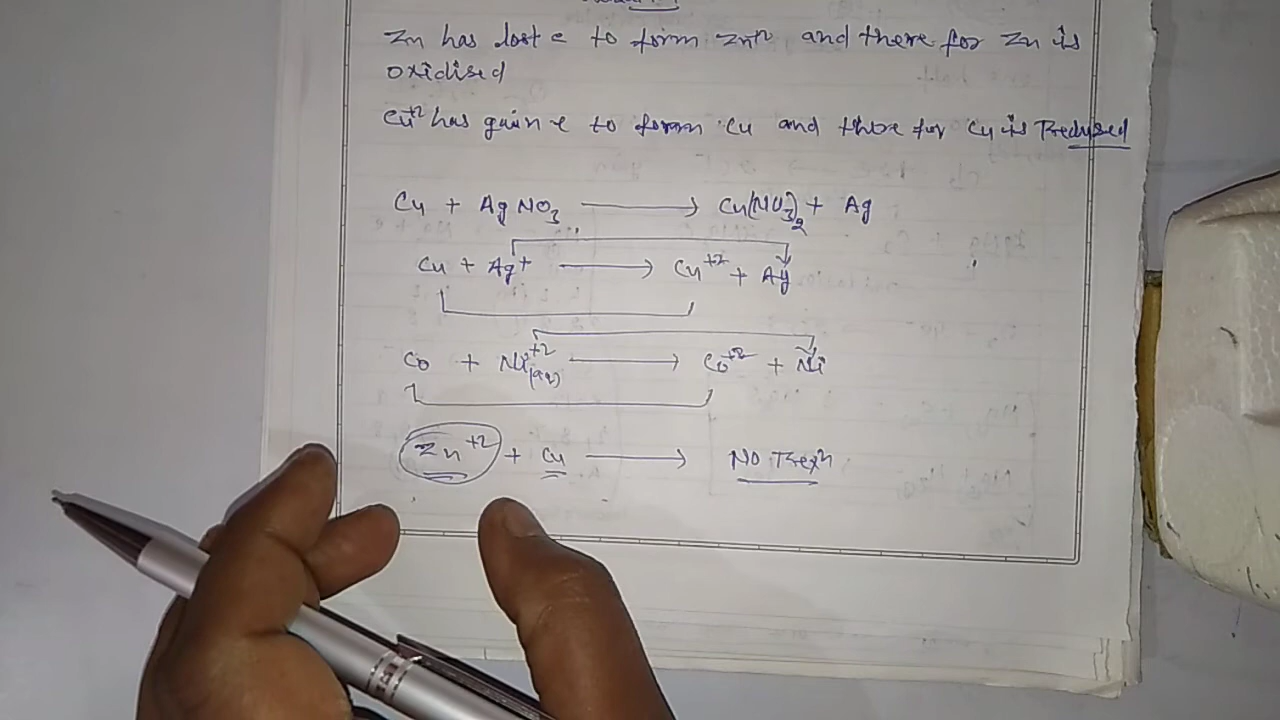 Zn has lost e to form Zn+2 and there for Zn is
oxidised
Cu+2 has gain e to form Cu and there for Cu is Redused
Cu + AgNO3 ⟶ Cu(NO3)2 + Ag
Cu + Ag+ ⟶ Cu+2 + Ag
Co + Ni+2(aq) ⟶ Co+2 + Ni
Zn+2 + Cu ⟶ No Rexn